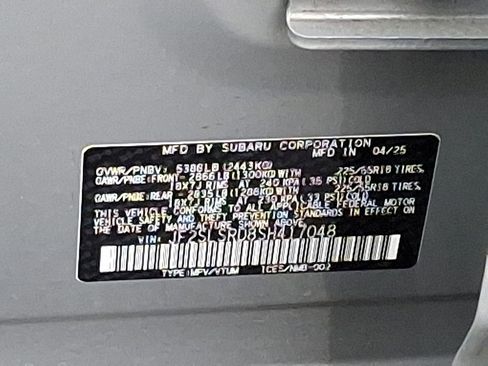 MFD BY SUBARU CORPORATION
MFD IN 04/25
GVWR/PNBV: 5386LB (2443KG)
GAWR/PNBE: FRONT- 2866LB (1300KG) WITH 225/55R18 TIRES,
18X7J RIMS AT 240 KPA (35 PSI) COLD
GAWR/PNBE: REAR - WITH 225/55R18 TIRES,
18X7J RIMS AT 230 KPA (33 PSI) COLD
THIS VEHICLE CONFORMS TO ALL APPLICABLE FEDERAL MOTOR
VEHICLE SAFETY AND THEFT PREVENTION STANDARDS IN EFFECT ON
THE DATE OF MANUFACTURE SHOWN ABOVE.
VIN: JF2SLSRD8SH417048
TYPE: MPV/VTUM ICES/NMB-002